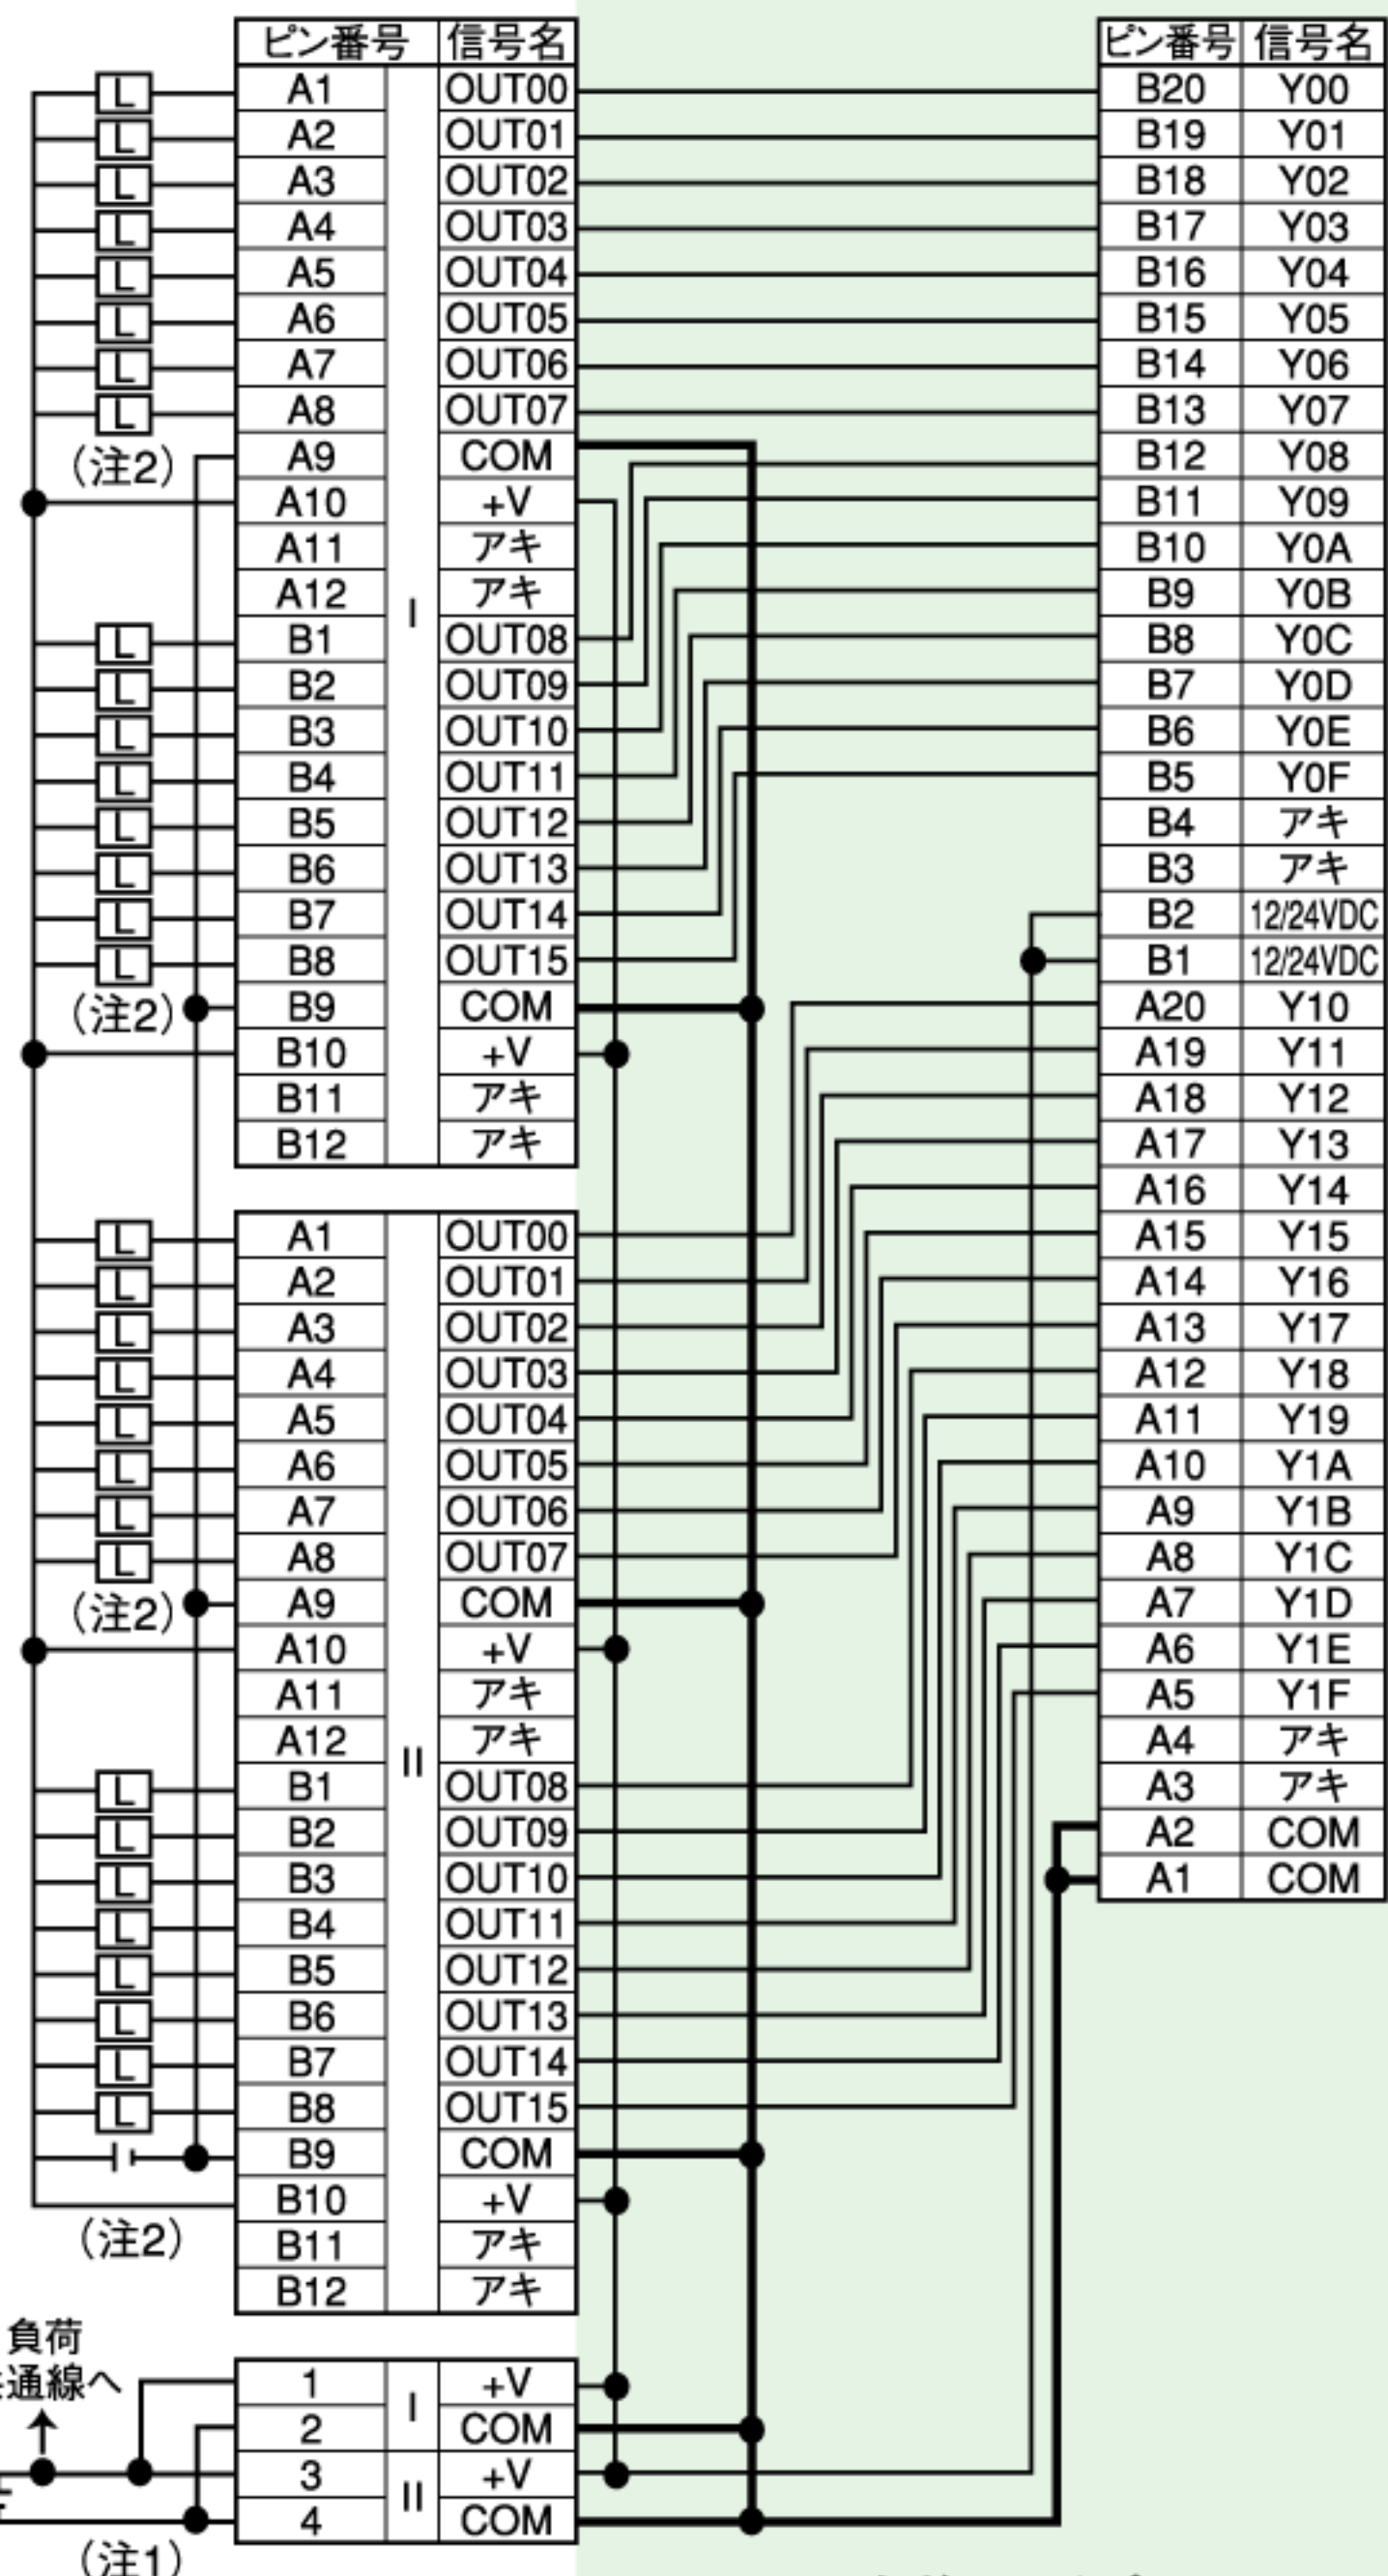 ピン番号 信号名 ピン番号 信号名
L A1 OUT00 B20 Y00
L A2 OUT01 B19 Y01
L A3 OUT02 B18 Y02
L A4 OUT03 B17 Y03
L A5 OUT04 B16 Y04
L A6 OUT05 B15 Y05
L A7 OUT06 B14 Y06
L A8 OUT07 B13 Y07
(注2) A9 COM B12 Y08
A10 +V B11 Y09
A11 アキ B10 Y0A
A12 アキ B9 Y0B
I
L B1 OUT08 B8 Y0C
L B2 OUT09 B7 Y0D
L B3 OUT10 B6 Y0E
L B4 OUT11 B5 Y0F
L B5 OUT12 B4 アキ
L B6 OUT13 B3 アキ
L B7 OUT14 B2 12/24VDC
L B8 OUT15 B1 12/24VDC
(注2) B9 COM A20 Y10
B10 +V A19 Y11
B11 アキ A18 Y12
B12 アキ A17 Y13
A16 Y14
L A1 OUT00 A15 Y15
L A2 OUT01 A14 Y16
L A3 OUT02 A13 Y17
L A4 OUT03 A12 Y18
L A5 OUT04 A11 Y19
L A6 OUT05 A10 Y1A
L A7 OUT06 A9 Y1B
L A8 OUT07 A8 Y1C
(注2) A9 COM A7 Y1D
A10 +V A6 Y1E
A11 アキ A5 Y1F
A12 アキ A4 アキ
II
L B1 OUT08 A3 アキ
L B2 OUT09 A2 COM
L B3 OUT10 A1 COM
L B4 OUT11
L B5 OUT12
L B6 OUT13
L B7 OUT14
L B8 OUT15
B9 COM
B10 +V
(注2) B11 アキ
B12 アキ
負荷
通線へ
1 +V
I
2 COM
3 +V
II
4 COM
(注1)